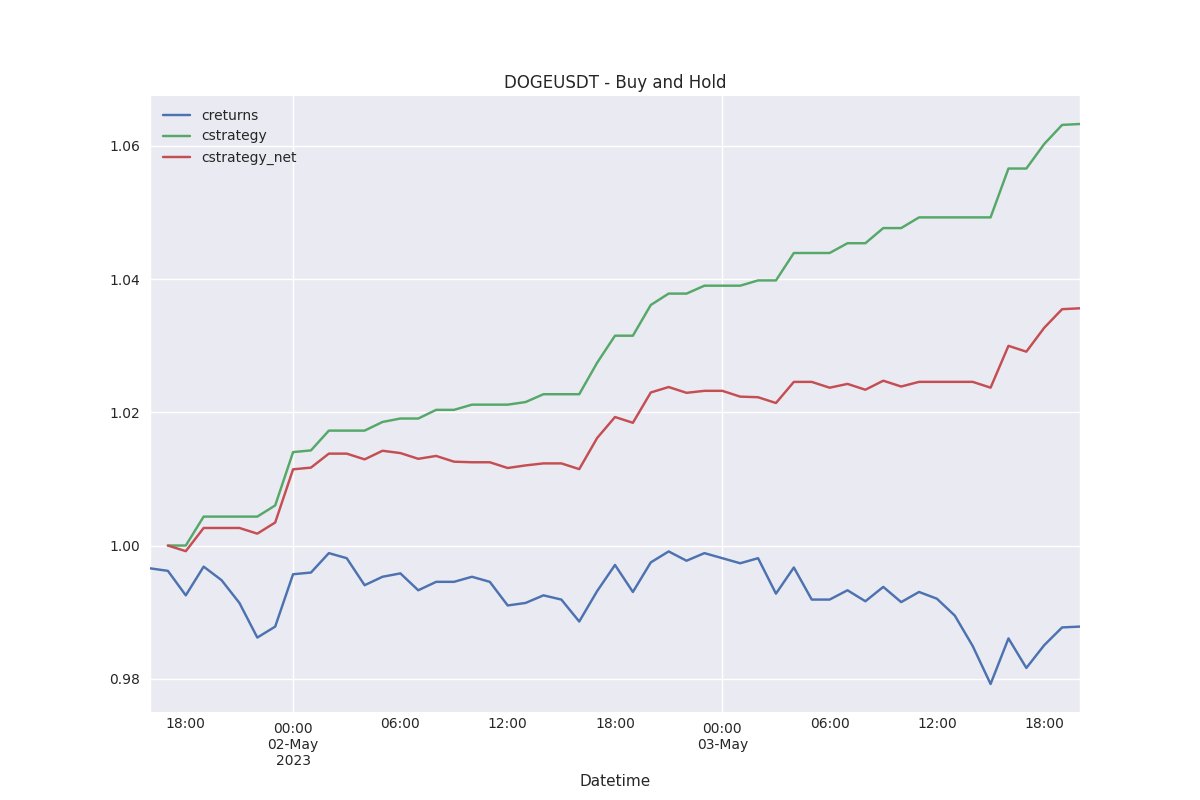 DOGEUSDT - Buy and Hold
creturns
cstrategy
cstrategy_net
1.06
1.04
1.02
1.00
0.98
18:00
00:00
02-May
2023
06:00
12:00
18:00
00:00
03-May
06:00
12:00
18:00
Datetime